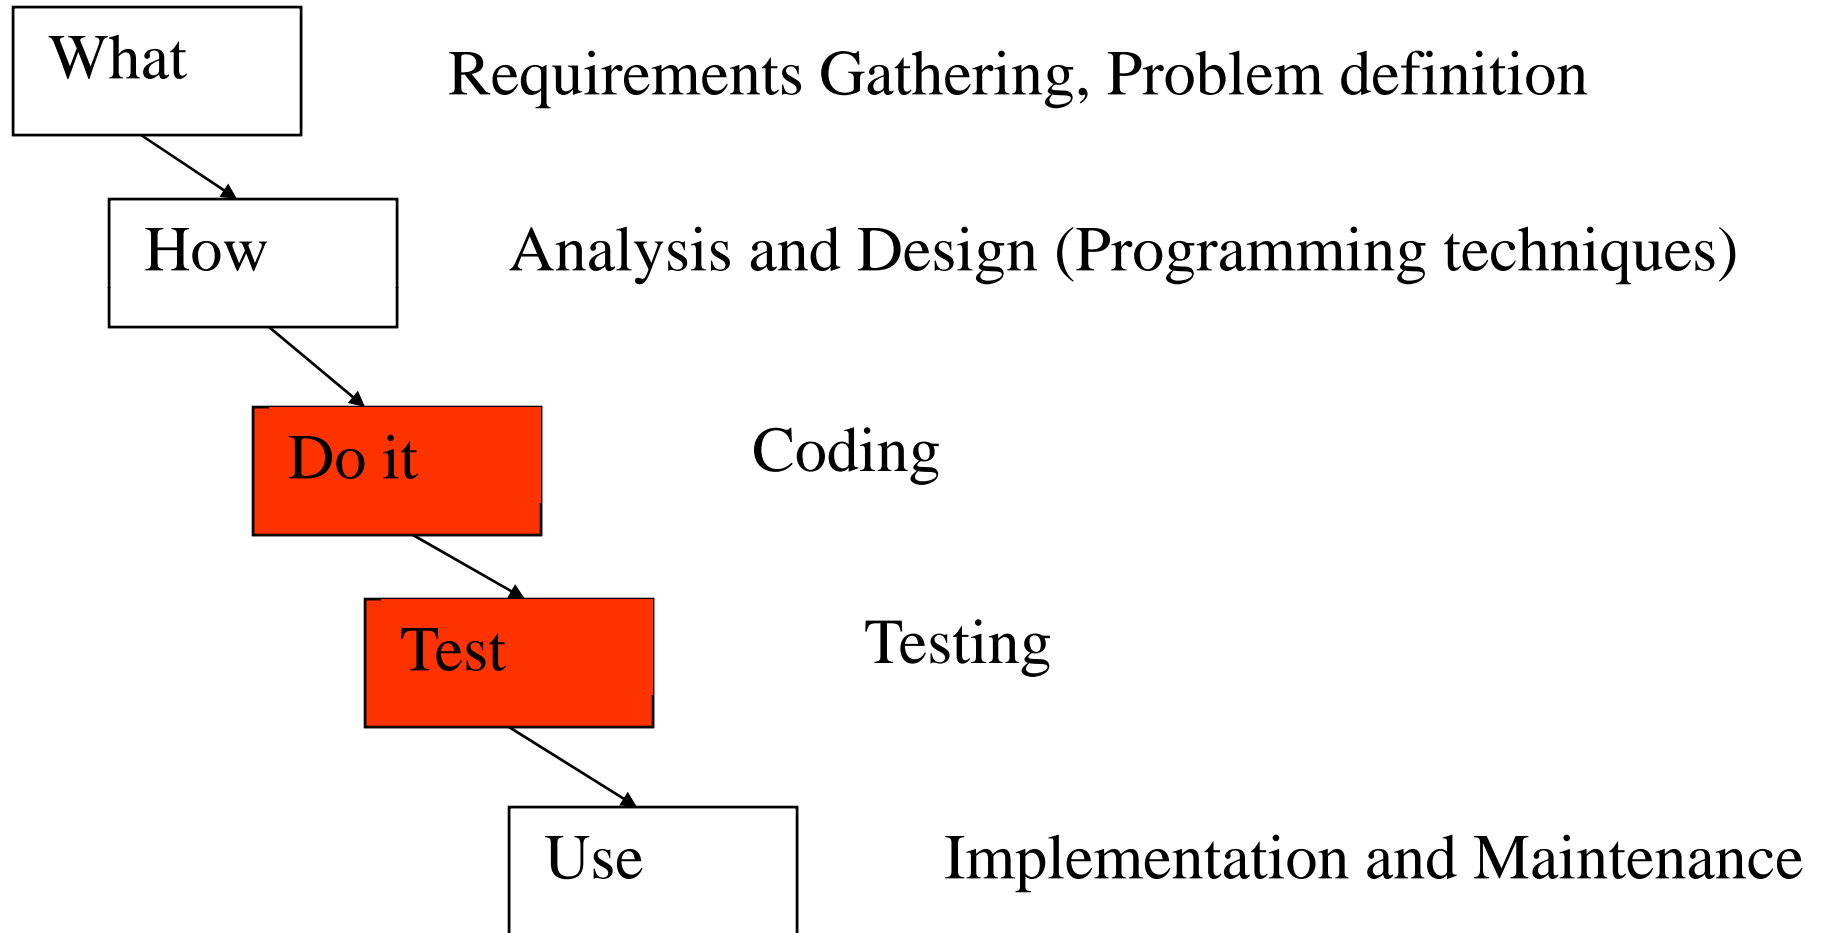 What
Requirements Gathering, Problem definition
How
Analysis and Design (Programming techniques)
Do it
Coding
Test
Testing
Use
Implementation and Maintenance